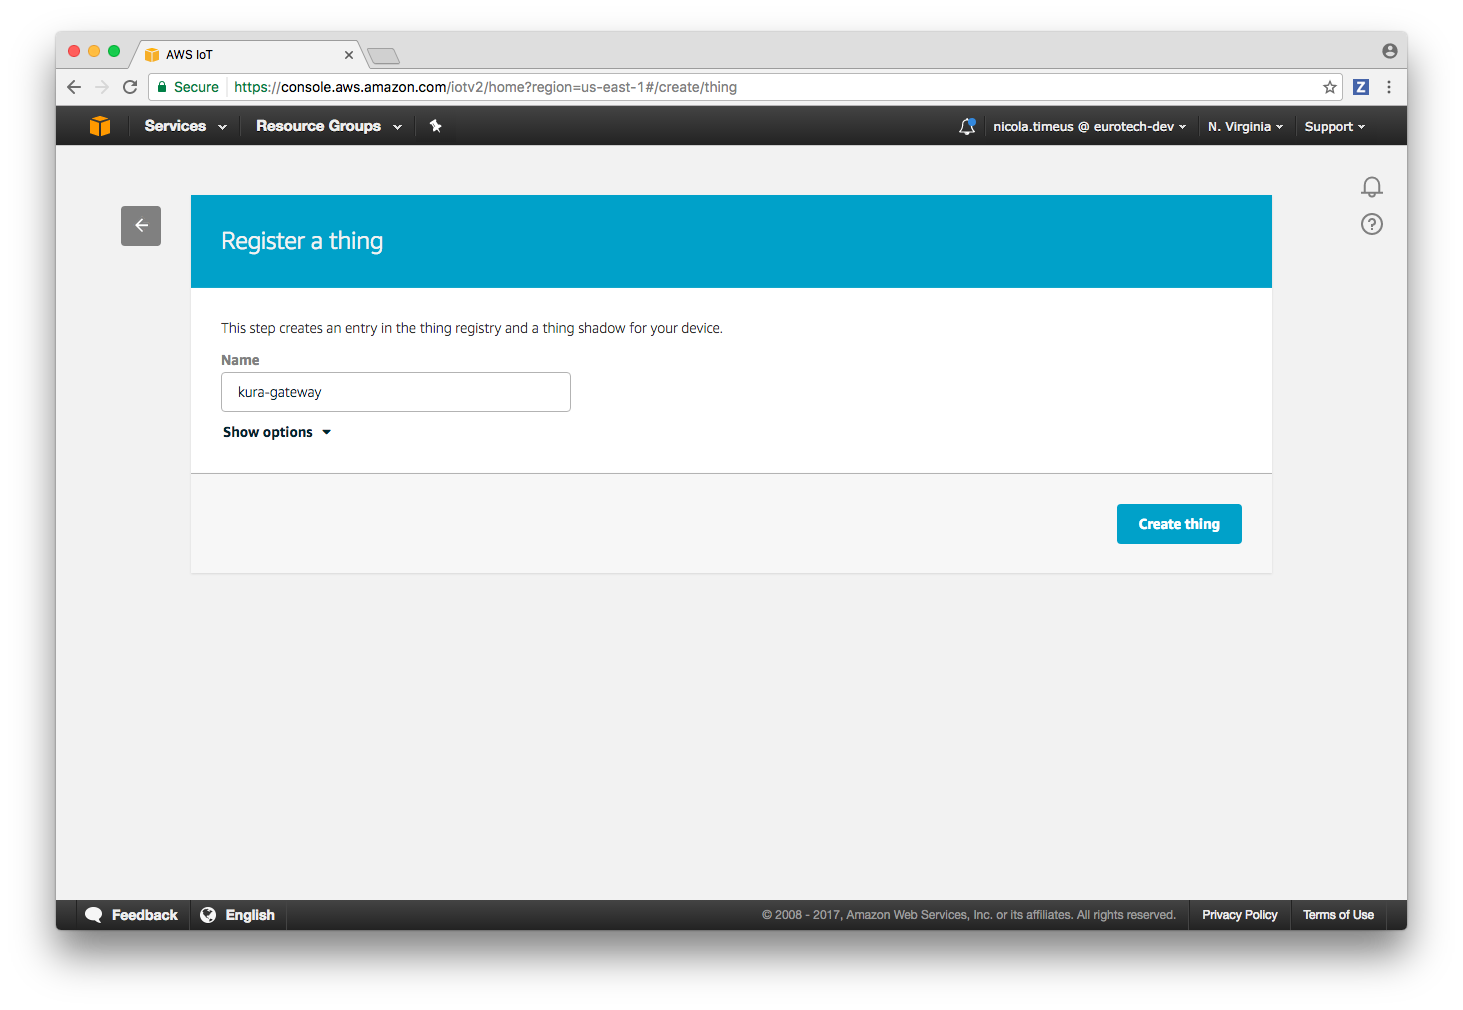 AWS IoT
Secure https://console.aws.amazon.com/iotv2/home?region=us-east-1#/create/thing
Z
Services Resource Groups nicola.timeus @ eurotech-dev N. Virginia Support
Register a thing
This step creates an entry in the thing registry and a thing shadow for your device.
Name
kura-gateway
Show options
Create thing
Feedback English © 2008 - 2017, Amazon Web Services, Inc. or its affiliates. All rights reserved. Privacy Policy Terms of Use